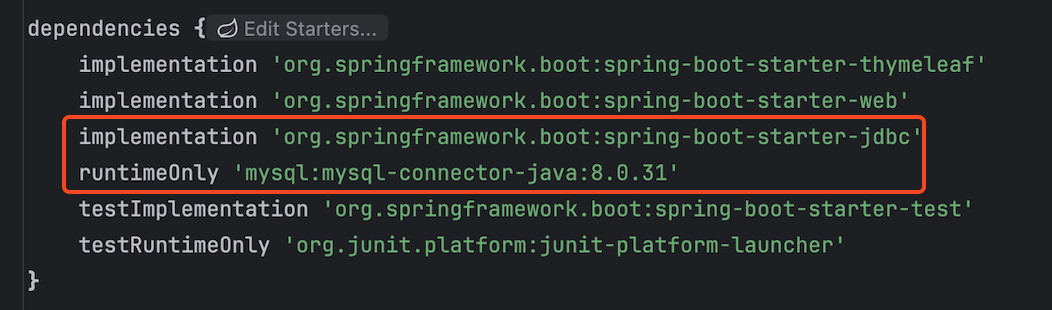 dependencies { Edit Starters...
implementation 'org.springframework.boot:spring-boot-starter-thymeleaf'
implementation 'org.springframework.boot:spring-boot-starter-web'
implementation 'org.springframework.boot:spring-boot-starter-jdbc'
runtimeOnly 'mysql:mysql-connector-java:8.0.31'
testImplementation 'org.springframework.boot:spring-boot-starter-test'
testRuntimeOnly 'org.junit.platform:junit-platform-launcher'
}